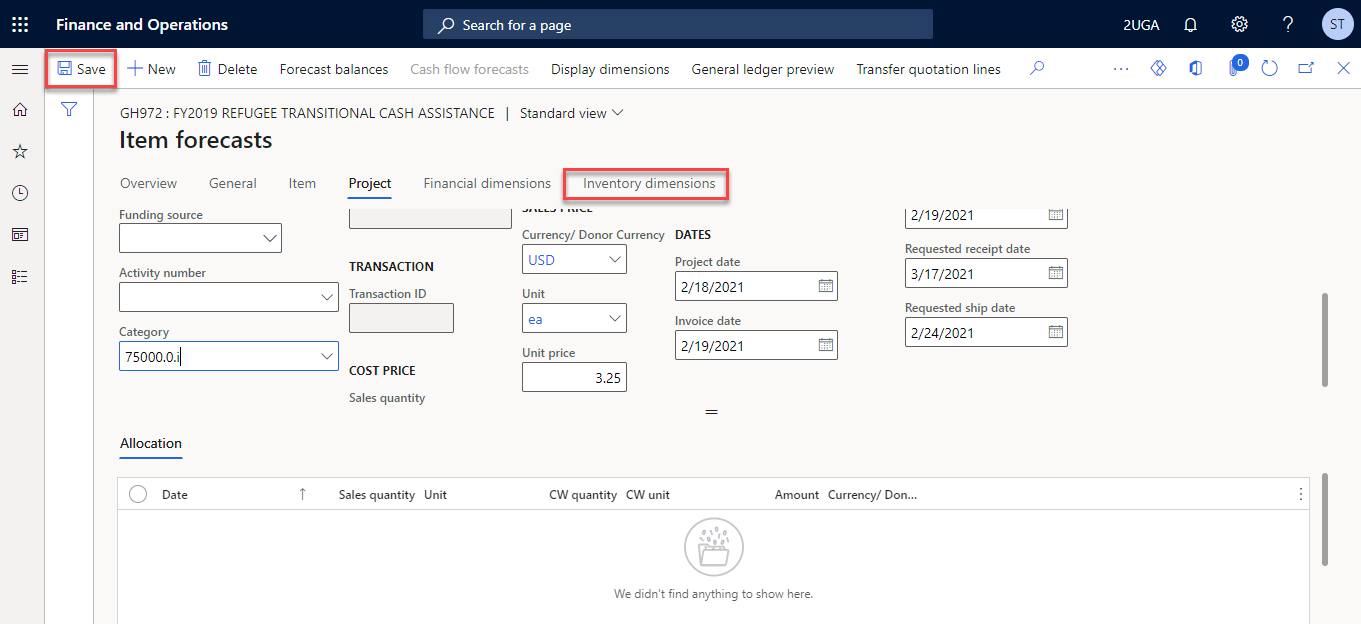 Finance and Operations
Search for a page
2UGA
ST
Save
New
Delete
Forecast balances
Cash flow forecasts
Display dimensions
General ledger preview
Transfer quotation lines
0
GH972 : FY2019 REFUGEE TRANSITIONAL CASH ASSISTANCE | Standard view
Item forecasts
Overview
General
Item
Project
Financial dimensions
Inventory dimensions
Funding source
Activity number
Category
75000.0.i
TRANSACTION
Transaction ID
COST PRICE
Sales quantity
SALES PRICE
Currency/ Donor Currency
USD
Unit
ea
Unit price
3.25
DATES
Project date
2/18/2021
Invoice date
2/19/2021
2/19/2021
Requested receipt date
3/17/2021
Requested ship date
2/24/2021
Allocation
Date
Sales quantity
Unit
CW quantity
CW unit
Amount
Currency/ Don...
We didn't find anything to show here.